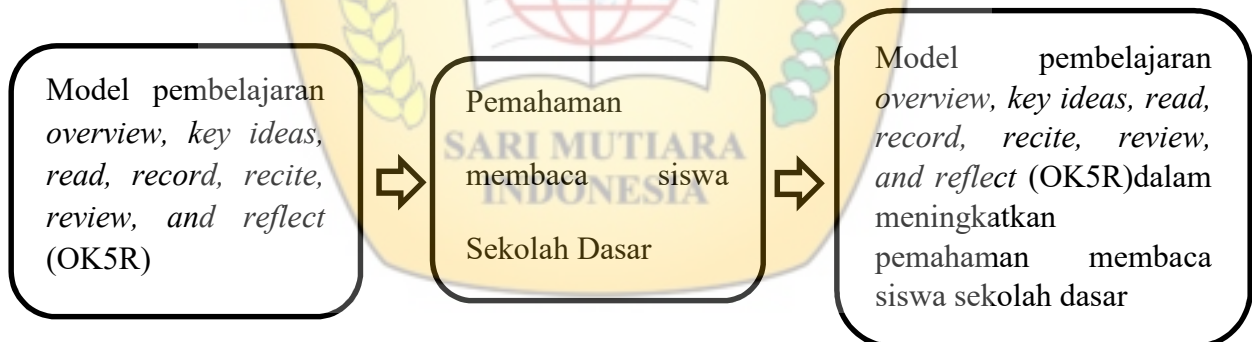 Model pembelajaran
overview, key ideas,
read, record, recite,
review, and reflect
(OK5R)
Pemahaman
membaca siswa
Sekolah Dasar
SARI MUTIARA
INDONESIA
Model pembelajaran
overview, key ideas, read,
record, recite, review,
and reflect (OK5R)dalam
meningkatkan
pemahaman membaca
siswa sekolah dasar